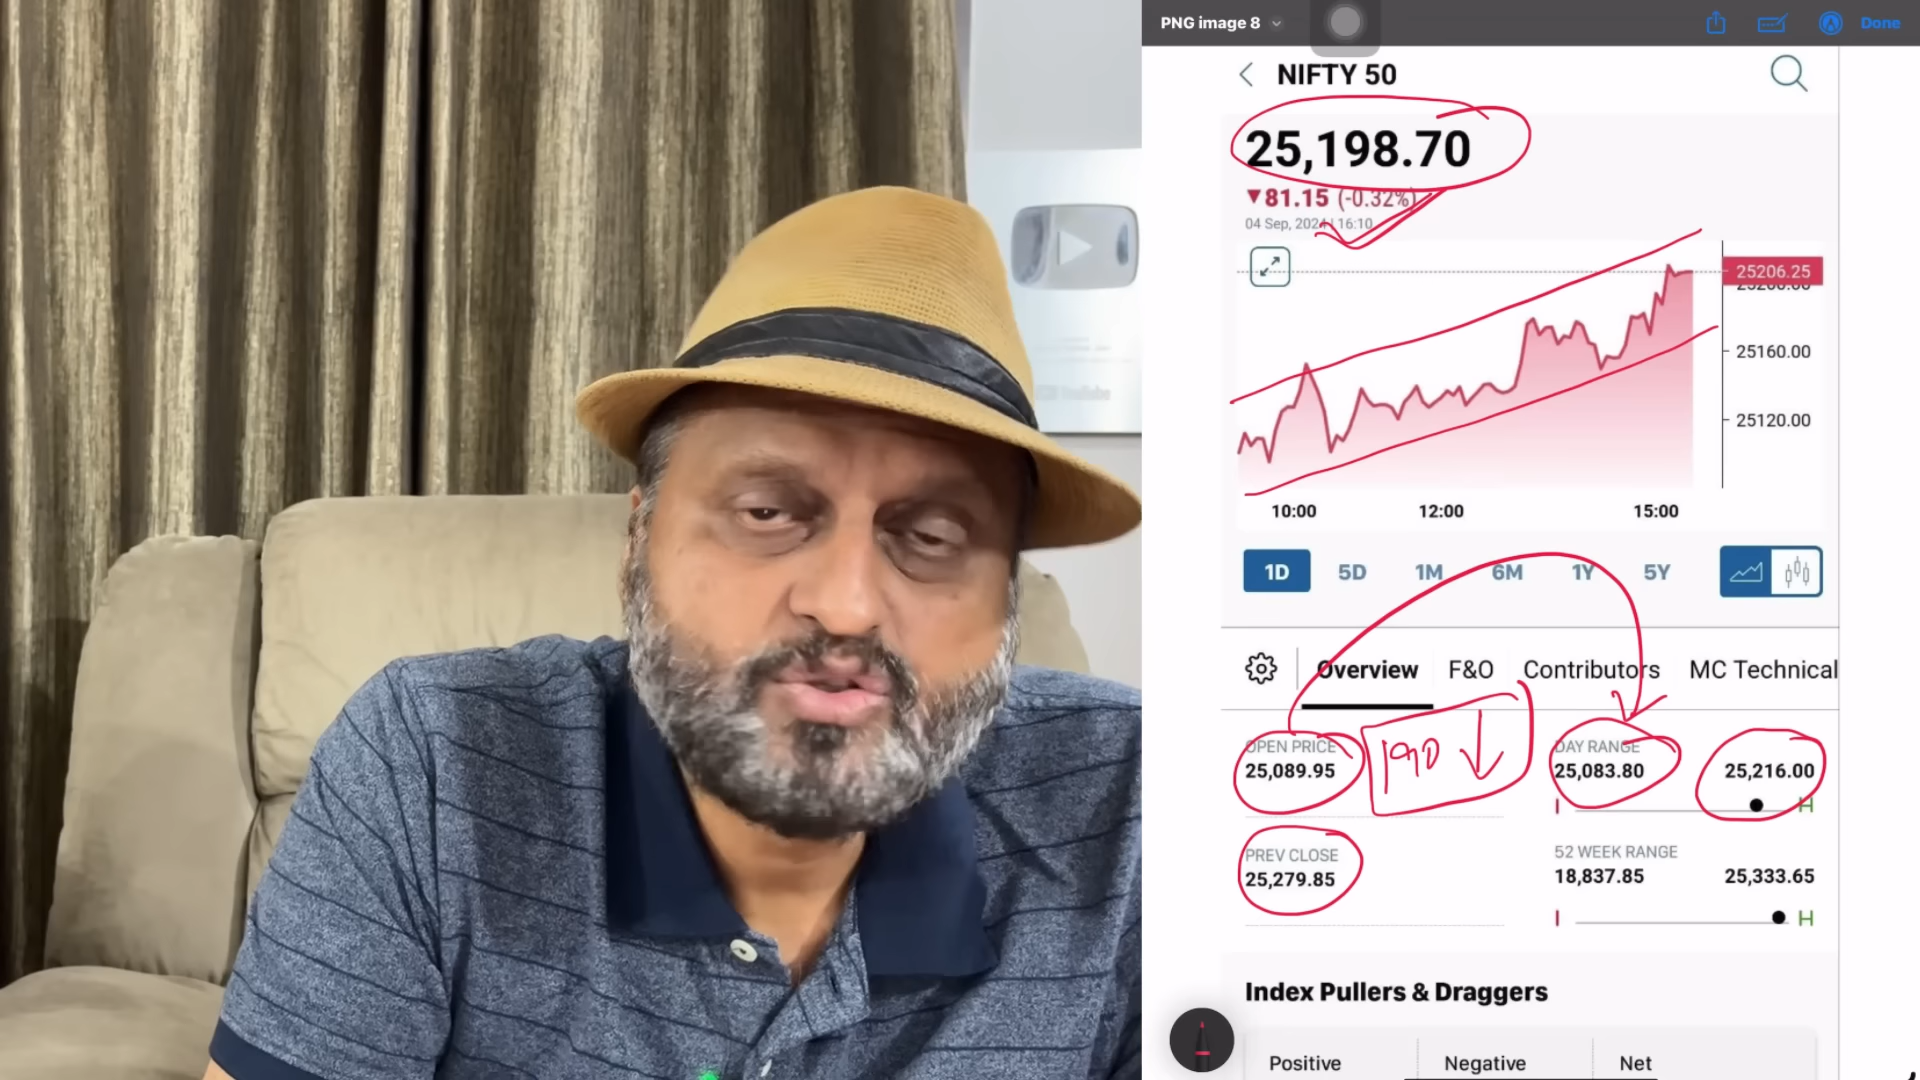 PNG image 8
Done
NIFTY 50
25,198.70
▼81.15 (-0.32%)
04 Sep, 2024 | 16:10
25206.25
25200.00
25160.00
25120.00
10:00 12:00 15:00
1D 5D 1M 6M 1Y 5Y
Overview F&O Contributors MC Technical
OPEN PRICE
25,089.95
190 ↓
DAY RANGE
25,083.80 25,216.00
L H
PREV CLOSE
25,279.85
52 WEEK RANGE
18,837.85 25,333.65
L H
Index Pullers & Draggers
Positive Negative Net